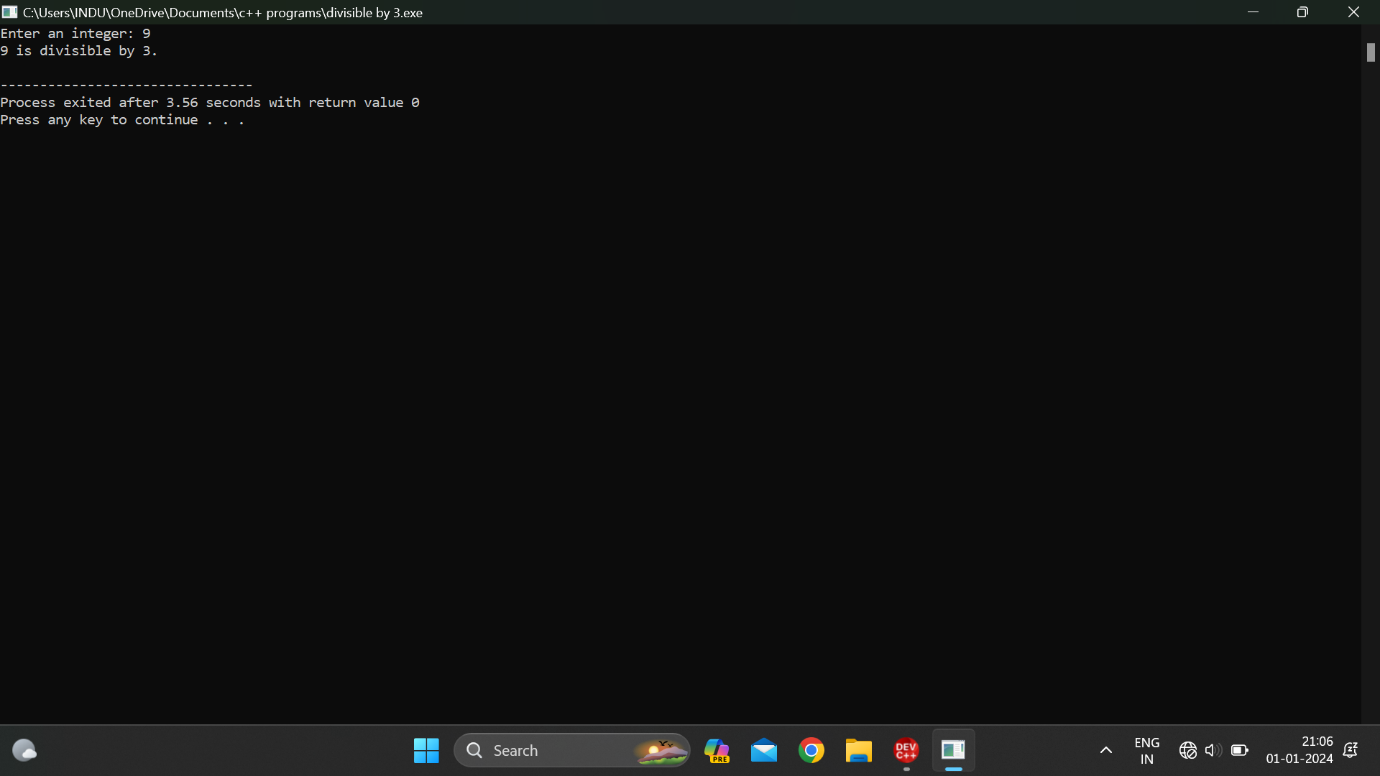 C:\Users\INDU\OneDrive\Documents\c++ programs\divisible by 3.exe
Enter an integer: 9
9 is divisible by 3.
--------------------------------
Process exited after 3.56 seconds with return value 0
Press any key to continue . . .
Search
PRE
DEV
C++
ENG
IN
21:06
01-01-2024